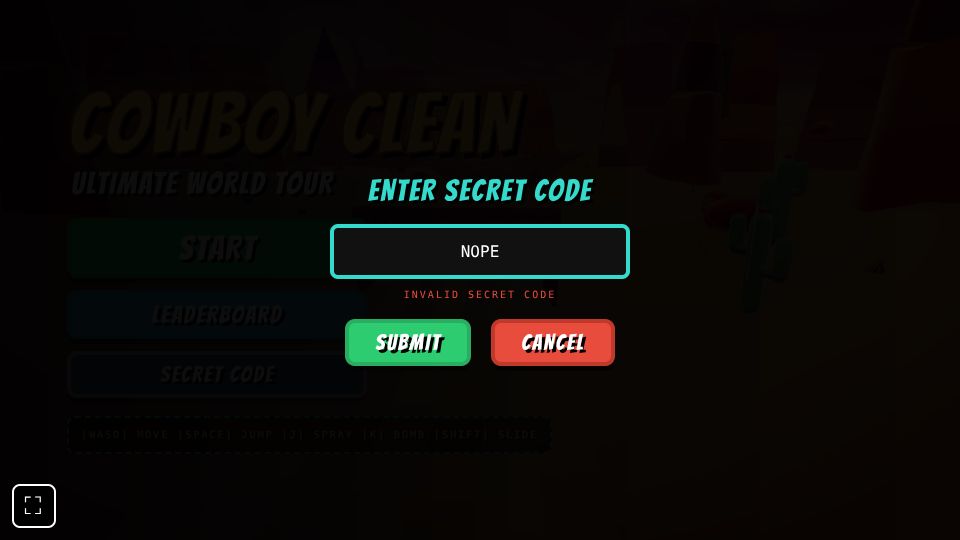 COWBOY CLEAN
ULTIMATE WORLD TOUR
ENTER SECRET CODE
START
NOPE
INVALID SECRET CODE
LEADERBOARD
SUBMIT
CANCEL
SECRET CODE
[WASD] MOVE [SPACE] JUMP [J] SPRAY [K] BOMB [SHIFT] SLIDE